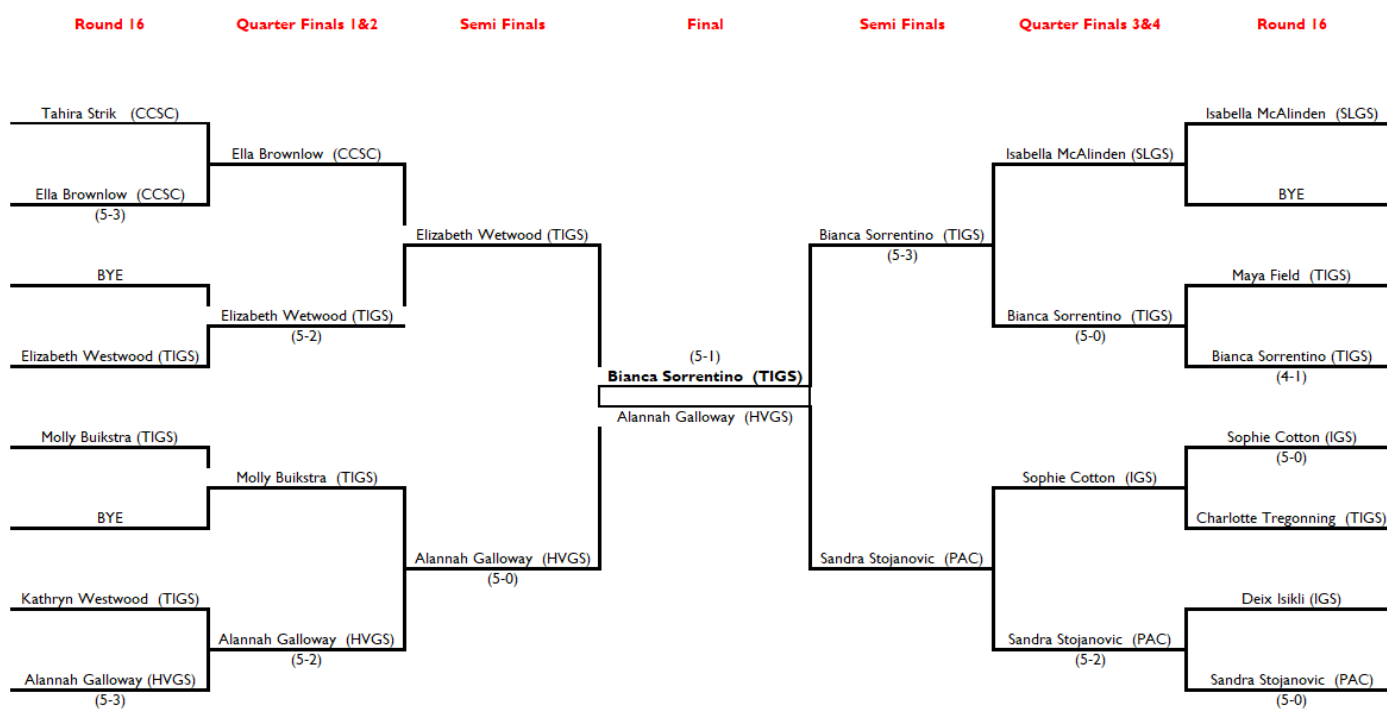 Round 16 Quarter Finals 1&2 Semi Finals Final Semi Finals Quarter Finals 3&4 Round 16
Tahira Strik (CCSC)
Ella Brownlow (CCSC)
(5-3)
BYE
Elizabeth Westwood (TIGS)
Molly Buikstra (TIGS)
BYE
Kathryn Westwood (TIGS)
Alannah Galloway (HVGS)
(5-3)
Ella Brownlow (CCSC)
Elizabeth Wetwood (TIGS)
(5-2)
Molly Buikstra (TIGS)
Alannah Galloway (HVGS)
(5-2)
Elizabeth Wetwood (TIGS)
Alannah Galloway (HVGS)
(5-0)
(5-1)
Bianca Sorrentino (TIGS)
Alannah Galloway (HVGS)
Bianca Sorrentino (TIGS)
(5-3)
Sandra Stojanovic (PAC)
Isabella McAlinden (SLGS)
Bianca Sorrentino (TIGS)
(5-0)
Sophie Cotton (IGS)
Sandra Stojanovic (PAC)
(5-2)
Isabella McAlinden (SLGS)
BYE
Maya Field (TIGS)
Bianca Sorrentino (TIGS)
(4-1)
Sophie Cotton (IGS)
(5-0)
Charlotte Tregonning (TIGS)
Deix Isikli (IGS)
Sandra Stojanovic (PAC)
(5-0)